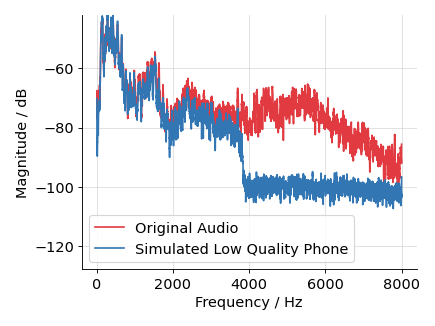 Magnitude / dB
−60
−80
−100
−120
Original Audio
Simulated Low Quality Phone
0 2000 4000 6000 8000
Frequency / Hz